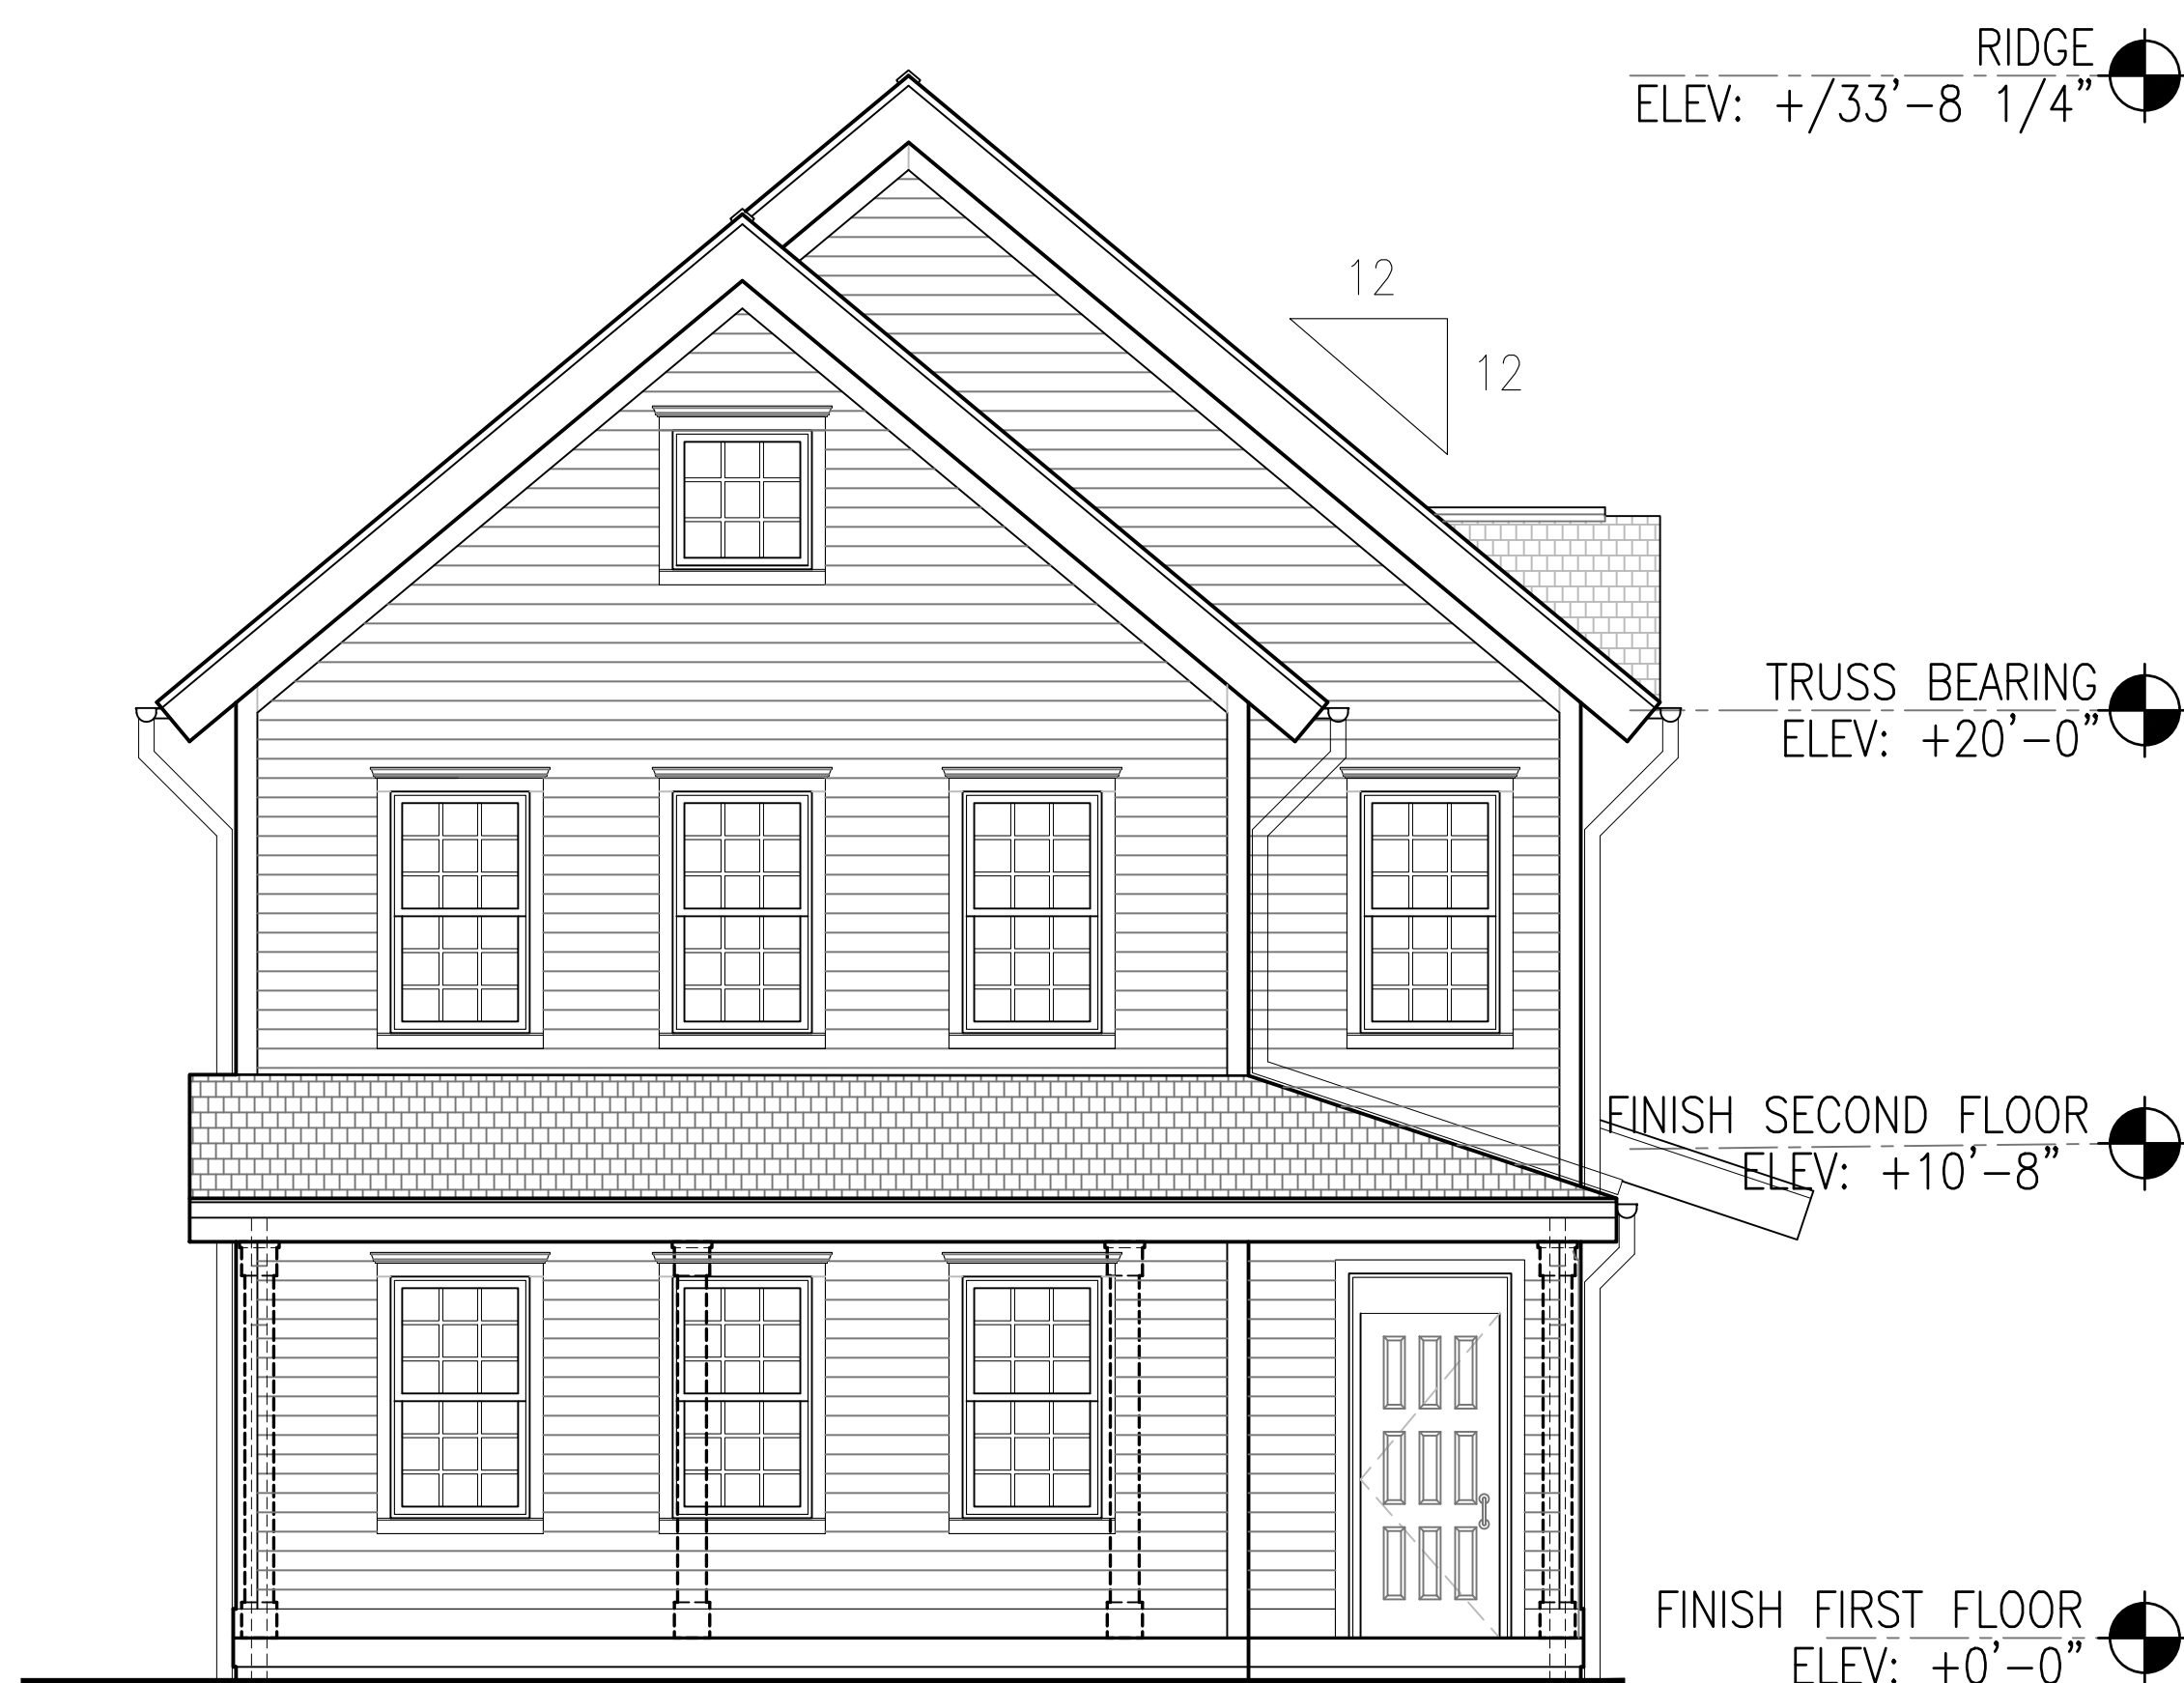 RIDGE
ELEV: +/33'-8 1/4"
12
12
TRUSS BEARING
ELEV: +20'-0"
FINISH SECOND FLOOR
ELEV: +10'-8"
FINISH FIRST FLOOR
ELEV: +0'-0"